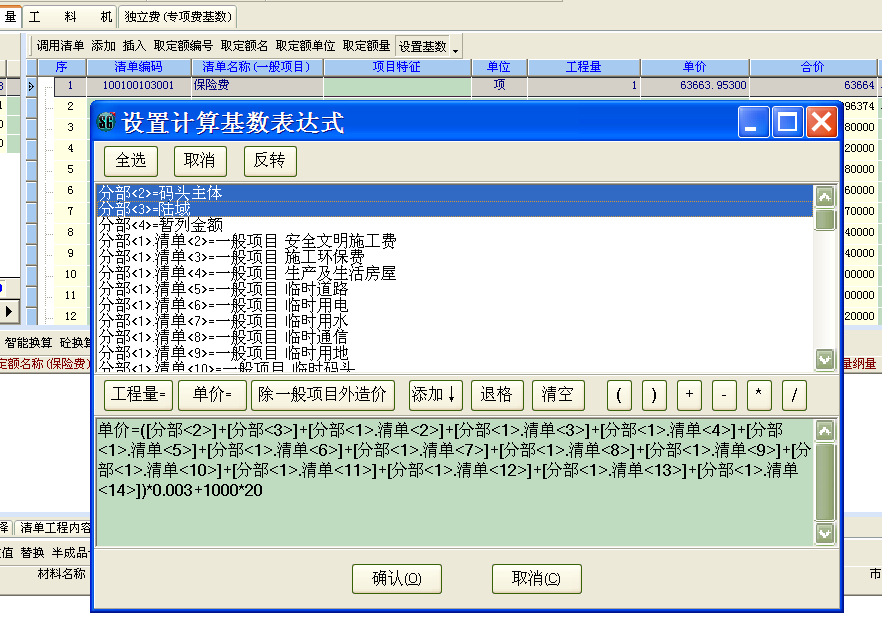 量 工 料 机 独立费(专项费基数)
调用清单 添加 插入 取定额编号 取定额名 取定额单位 取定额量 设置基数
序 清单编码 清单名称(一般项目) 项目特征 单位 工程量 单价 合价
1 100100103001 保险费 项 1 63663.95300 63664
2 96374
3 80000
4 20000
5 80000
6 60000
7 70000
8 40000
9 40000
10 00000
11 00000
12 20000
设置计算基数表达式
全选 取消 反转
分部<2>=码头主体
分部<3>=陆域
分部<4>=暂列金额
分部<1>.清单<2>=一般项目 安全文明施工费
分部<1>.清单<3>=一般项目 施工环保费
分部<1>.清单<4>=一般项目 生产及生活房屋
分部<1>.清单<5>=一般项目 临时道路
分部<1>.清单<6>=一般项目 临时用电
分部<1>.清单<7>=一般项目 临时用水
分部<1>.清单<8>=一般项目 临时通信
分部<1>.清单<9>=一般项目 临时用地
分部<1>.清单<10>=一般项目 临时码头
智能换算 砼换算
定额名称(保险费) 量纲量
工程量= 单价= 除一般项目外造价 添加↓ 退格 清空 ( ) + - * /
单价=([分部<2>]+[分部<3>]+[分部<1>.清单<2>]+[分部<1>.清单<3>]+[分部<1>.清单<4>]+[分部
<1>.清单<5>]+[分部<1>.清单<6>]+[分部<1>.清单<7>]+[分部<1>.清单<8>]+[分部<1>.清单<9>]+[分
部<1>.清单<10>]+[分部<1>.清单<11>]+[分部<1>.清单<12>]+[分部<1>.清单<13>]+[分部<1>.清单
<14>])*0.003+1000*20
择 清单工程内容
值 替换 半成品
材料名称 市
确认(O) 取消(C)